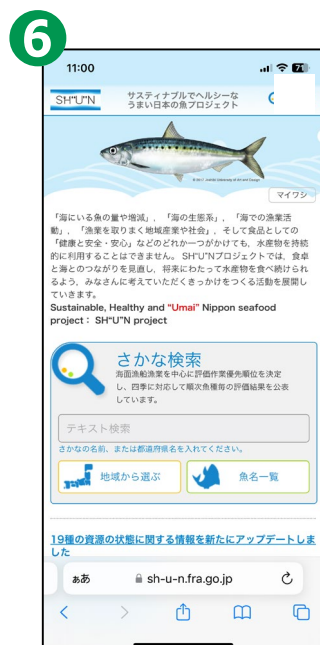 6
11:00
71
SH"U"N
サスティナブルでヘルシーな
うまい日本の魚プロジェクト
マイワシ
「海にいる魚の量や増減」，「海の生態系」，「海での漁業活
動」，「漁業を取りまく地域産業や社会」，そして食品としての
「健康と安全・安心」などのどれか一つがかけても，水産物を持続
的に利用することはできません。 SH"U"Nプロジェクトでは，食卓
と海とのつながりを見直し，将来にわたって水産物を食べ続けられ
るよう，みなさんに考えていただくきっかけをつくる活動を展開し
ていきます。
Sustainable, Healthy and "Umai" Nippon seafood
project： SH"U"N project
さかな検索
海面漁船漁業を中心に評価作業優先順位を決定
し、四季に対応して順次魚種毎の評価結果を公表
しています。
テキスト検索
さかなの名前、または都道府県名を入れてください。
地域から選ぶ
魚名一覧
19種の資源の状態に関する情報を新たにアップデートしま
した
ぁあ
sh-u-n.fra.go.jp